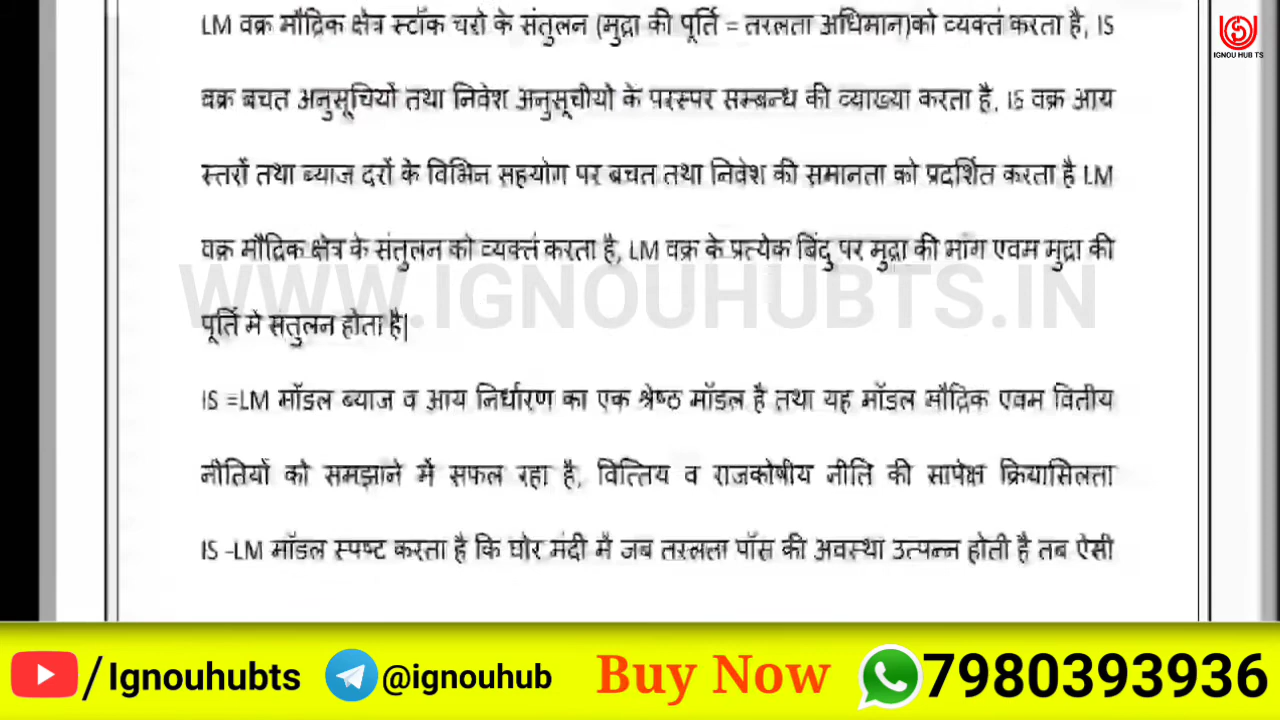 LM वक्र मौद्रिक क्षेत्र स्टॉक चरो के संतुलन (मुद्रा की पूर्ति = तरलता अधिमान)को व्यक्तं करता है, IS
वक्र बचत अनुसूचियों तथा निवेश अनुसूचीयो के परस्पर सम्बन्ध की व्याख्या करता है, IS वक्र आय
स्तरों तथा ब्याज दरों के विभिन सहयोग पर बचत तथा निवेश की समानता को प्रदर्शित करता है LM
वक्र मौद्रिक क्षेत्र के संतुलन को व्यक्तं करता है, LM वक्र के प्रत्येक बिंदु पर मुद्रा की मांग एवम मुद्रा की
पूर्ति मे संतुलन होता है|
IS =LM मॉडल ब्याज व आय निर्धारण का एक श्रेष्ठ मॉडल है तथा यह मॉडल मौद्रिक एवम वितीय
नीतियों को समझाने में सफल रहा है, वित्तिय व राजकोषीय नीति की सापेक्ष क्रियासिलता
IS -LM मॉडल स्पष्ट करता है कि घोर मंदी मै जब तरलता पॉस की अवस्था उत्पन्न होती है तब ऐसी
WWW.IGNOUHUBTS.IN
IGNOU HUB TS
/Ignouhubts @ignouhub Buy Now 7980393936